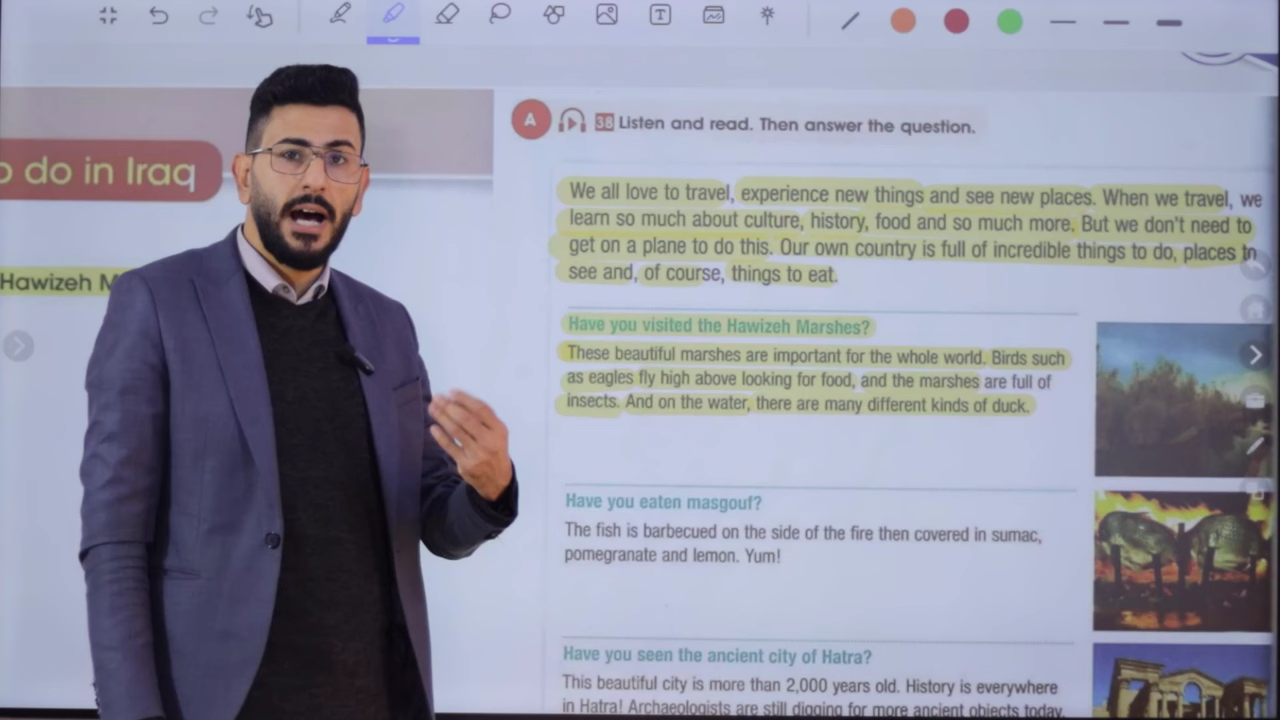 do in Iraq
Hawizeh
A
38 Listen and read. Then answer the question.
We all love to travel, experience new things and see new places. When we travel, we
learn so much about culture, history, food and so much more. But we don't need to
get on a plane to do this. Our own country is full of incredible things to do, places to
see and, of course, things to eat.
Have you visited the Hawizeh Marshes?
These beautiful marshes are important for the whole world. Birds such
as eagles fly high above looking for food, and the marshes are full of
insects. And on the water, there are many different kinds of duck.
Have you eaten masgouf?
The fish is barbecued on the side of the fire then covered in sumac,
pomegranate and lemon. Yum!
Have you seen the ancient city of Hatra?
This beautiful city is more than 2,000 years old. History is everywhere
in Hatra! Archaeologists are still digging for more ancient objects today